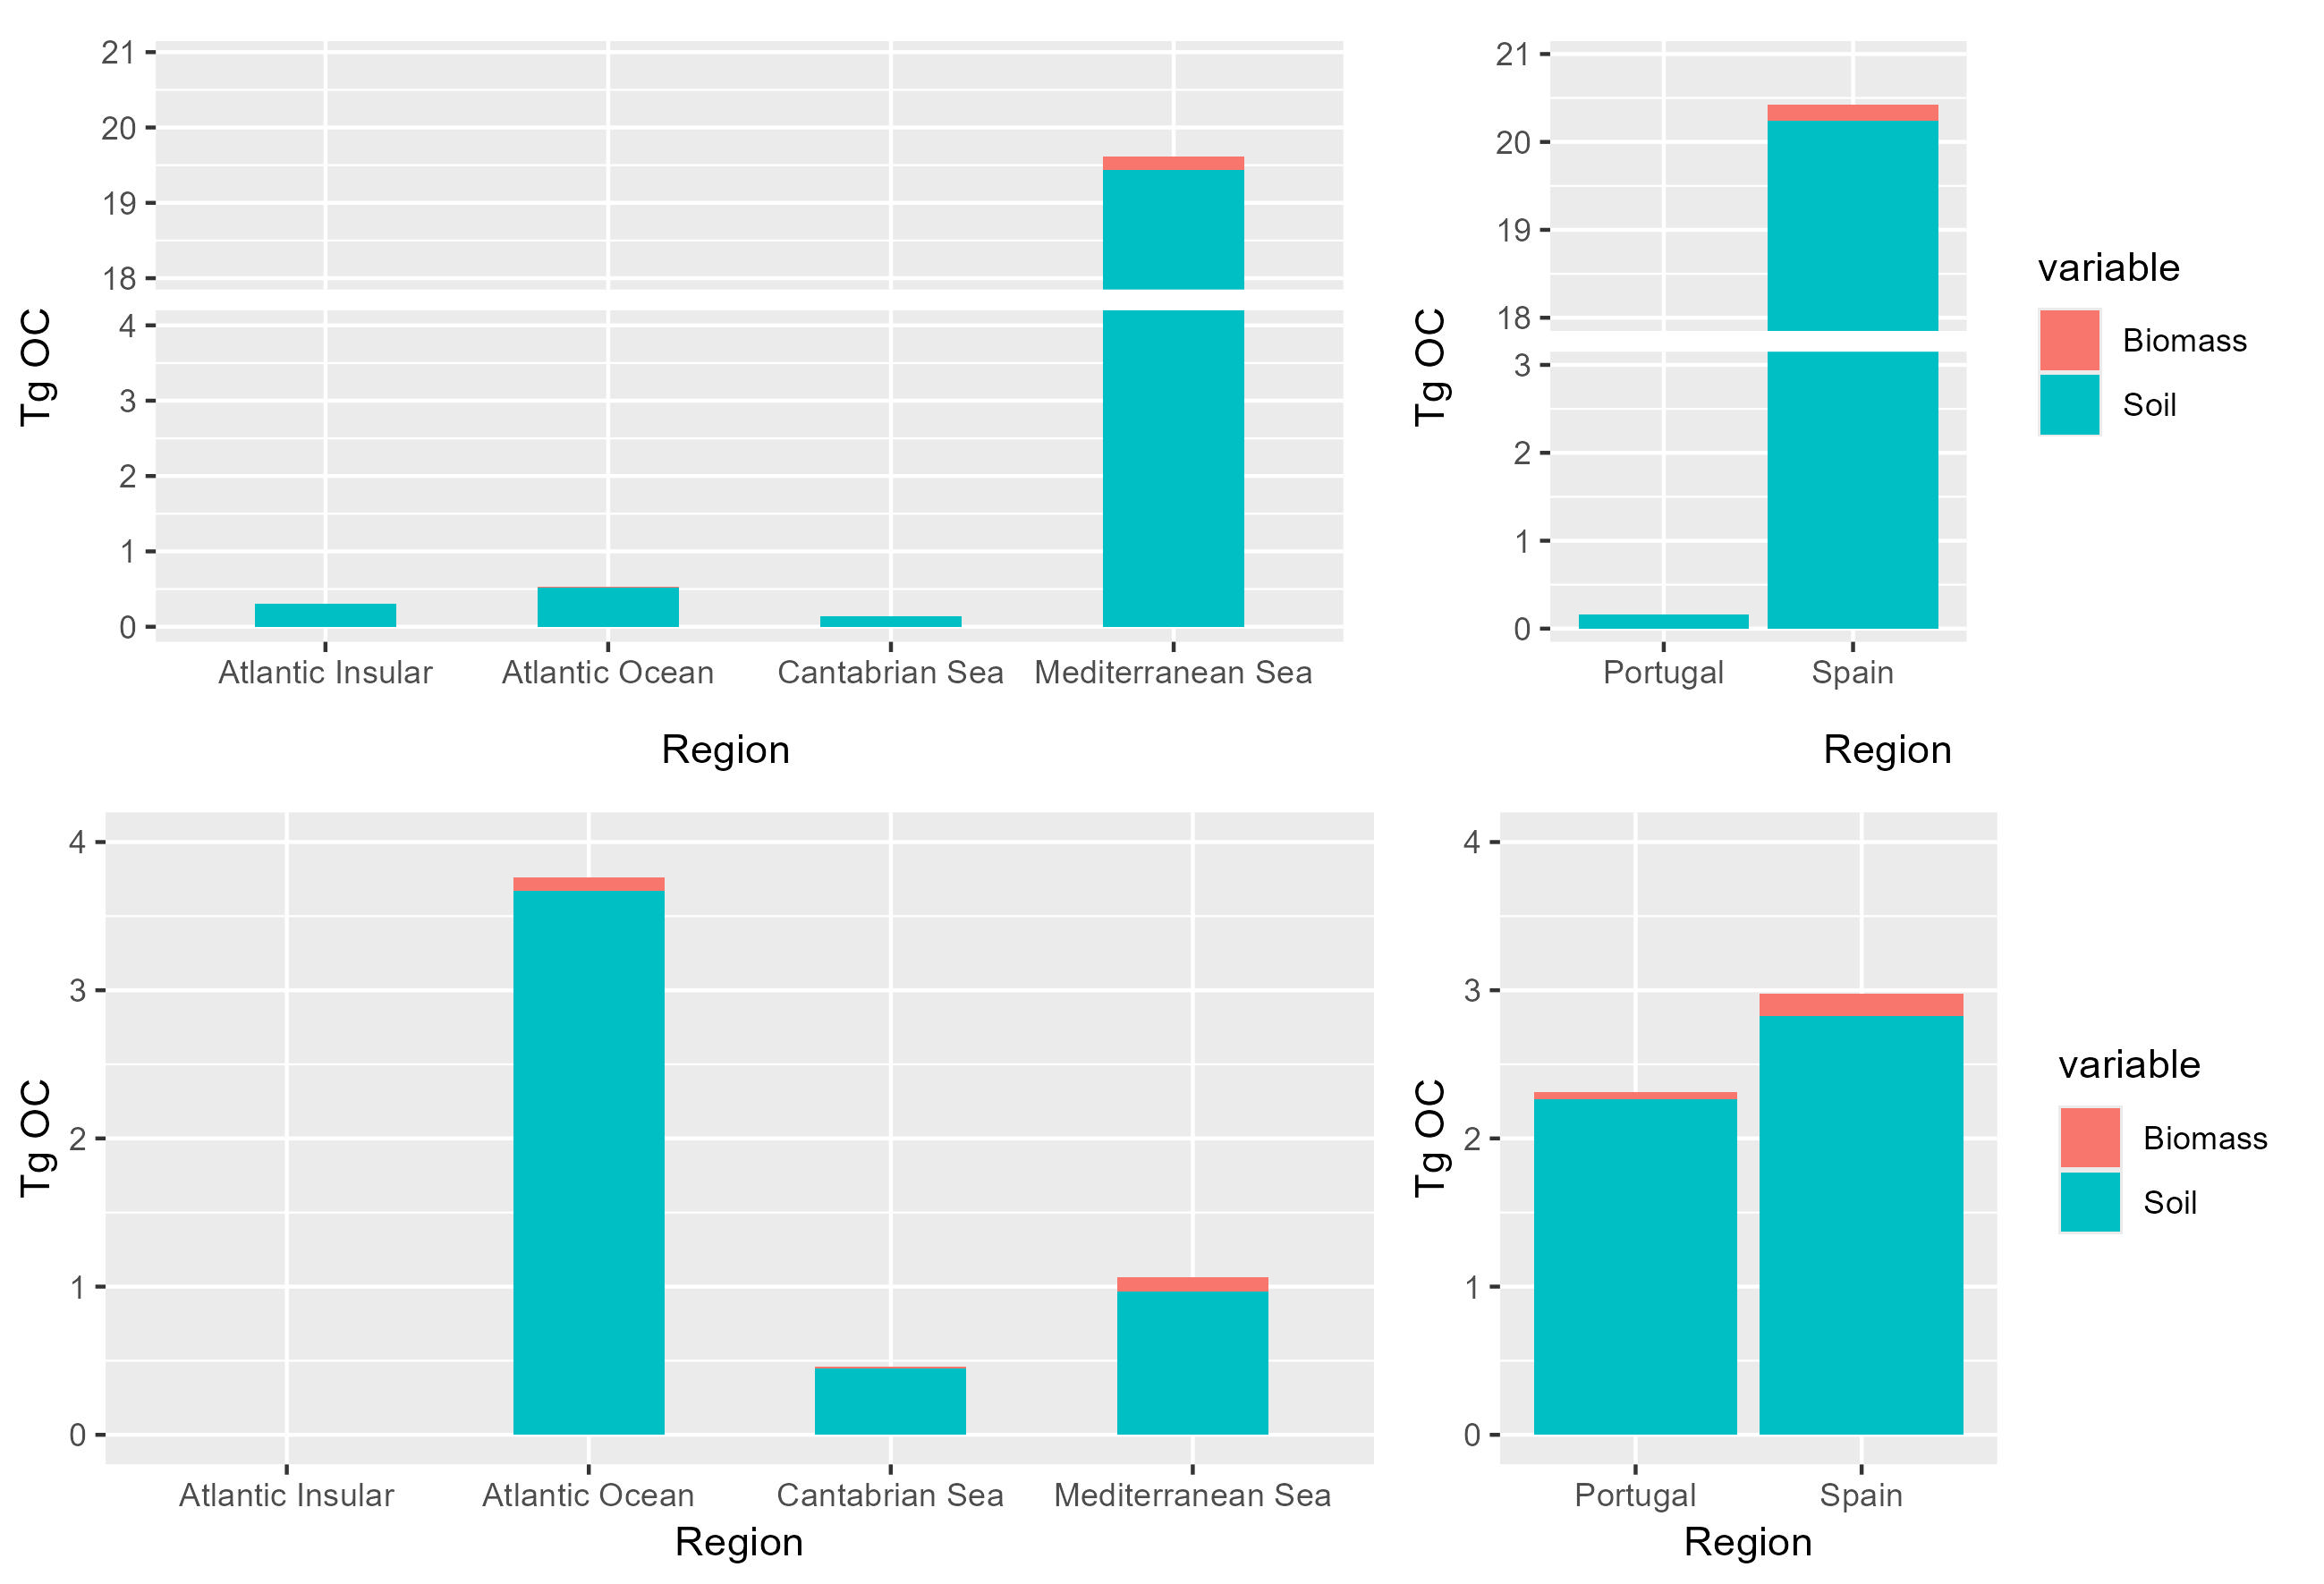 21
20
19
18
4
3
2
1
0
Tg OC
Atlantic Insular
Atlantic Ocean
Cantabrian Sea
Mediterranean Sea
Region
21
20
19
18
3
2
1
0
Tg OC
Portugal
Spain
Region
variable
Biomass
Soil
4
3
2
1
0
Tg OC
Atlantic Insular
Atlantic Ocean
Cantabrian Sea
Mediterranean Sea
Region
4
3
2
1
0
Tg OC
Portugal
Spain
Region
variable
Biomass
Soil